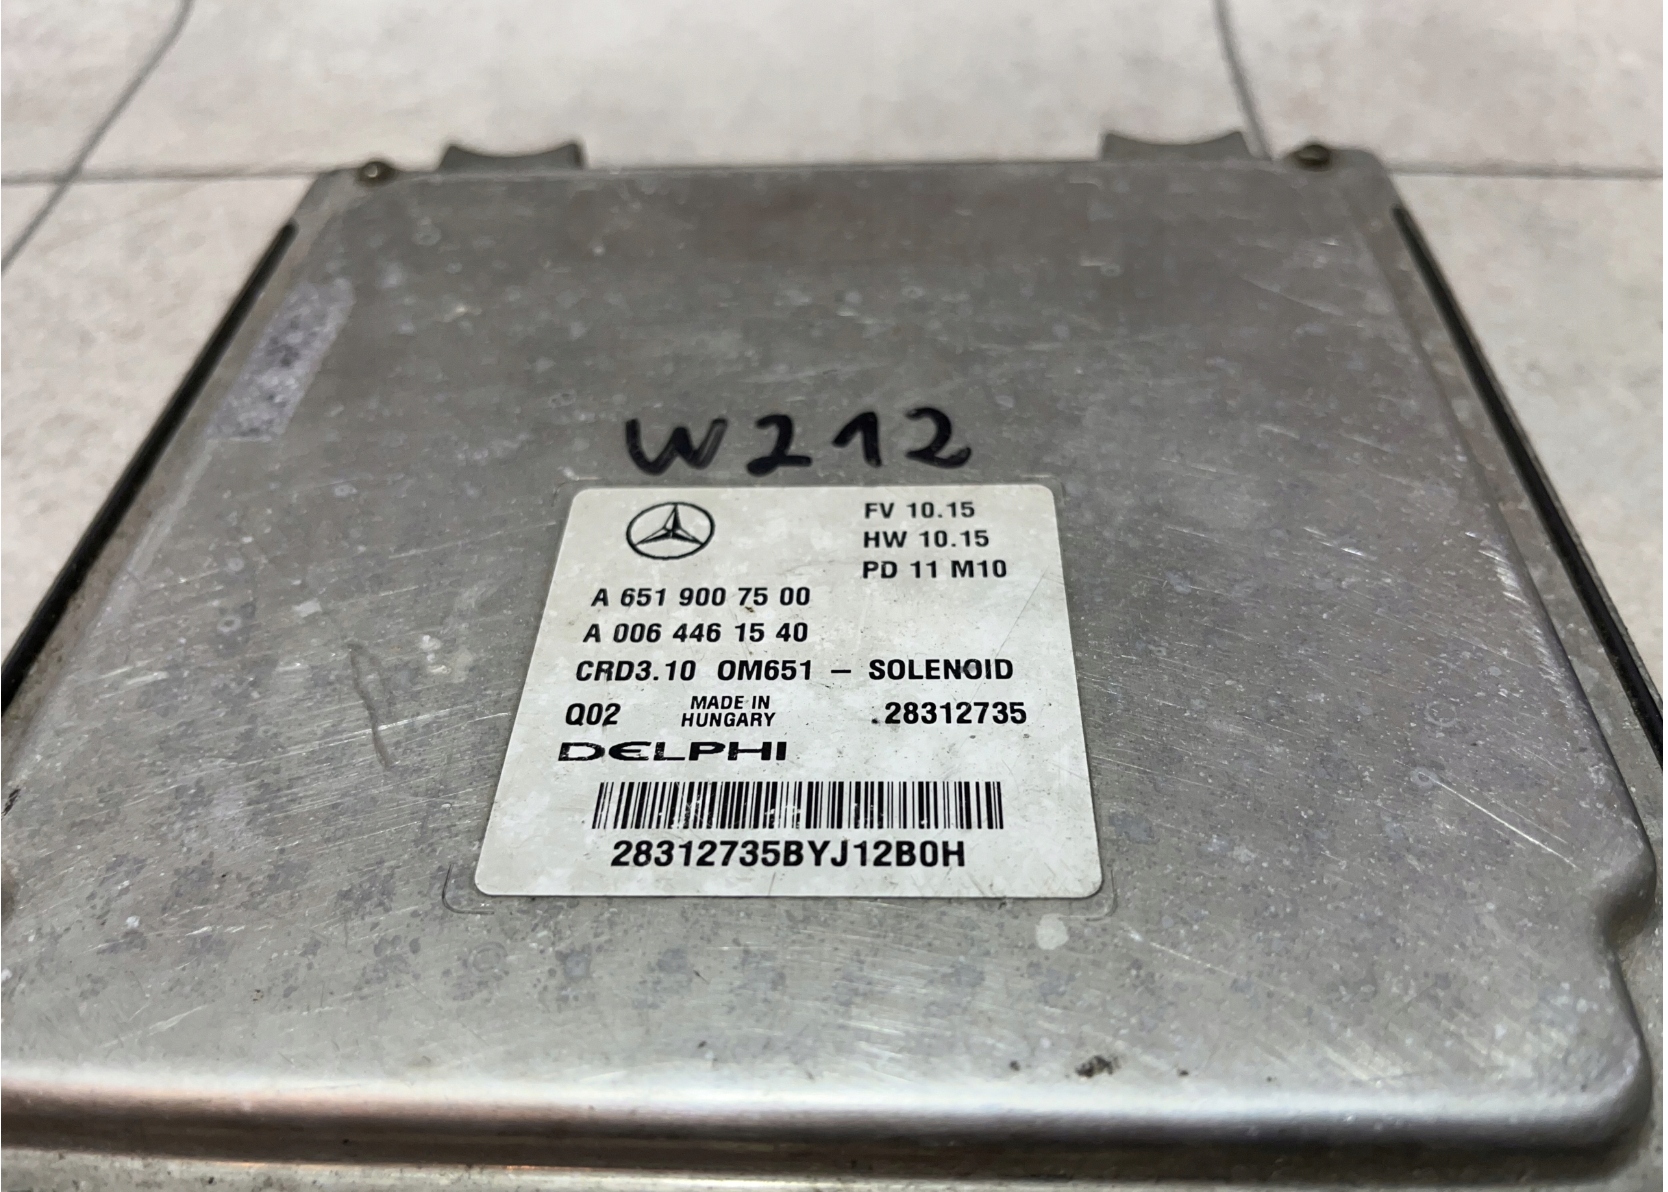 W212
FV 10.15
HW 10.15
PD 11 M10
A 651 900 75 00
A 006 446 15 40
CRD3.10 OM651 – SOLENOID
Q02 MADE IN HUNGARY .28312735
DELPHI
28312735BYJ12B0H